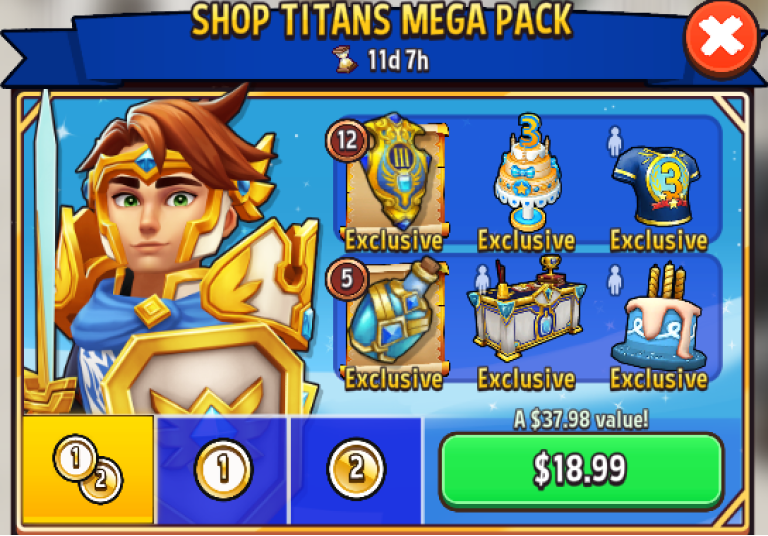 SHOP TITANS MEGA PACK
11d 7h
12
III
3
3
Exclusive Exclusive Exclusive
5
Exclusive Exclusive Exclusive
A $37.98 value!
1 2
1
2
$18.99